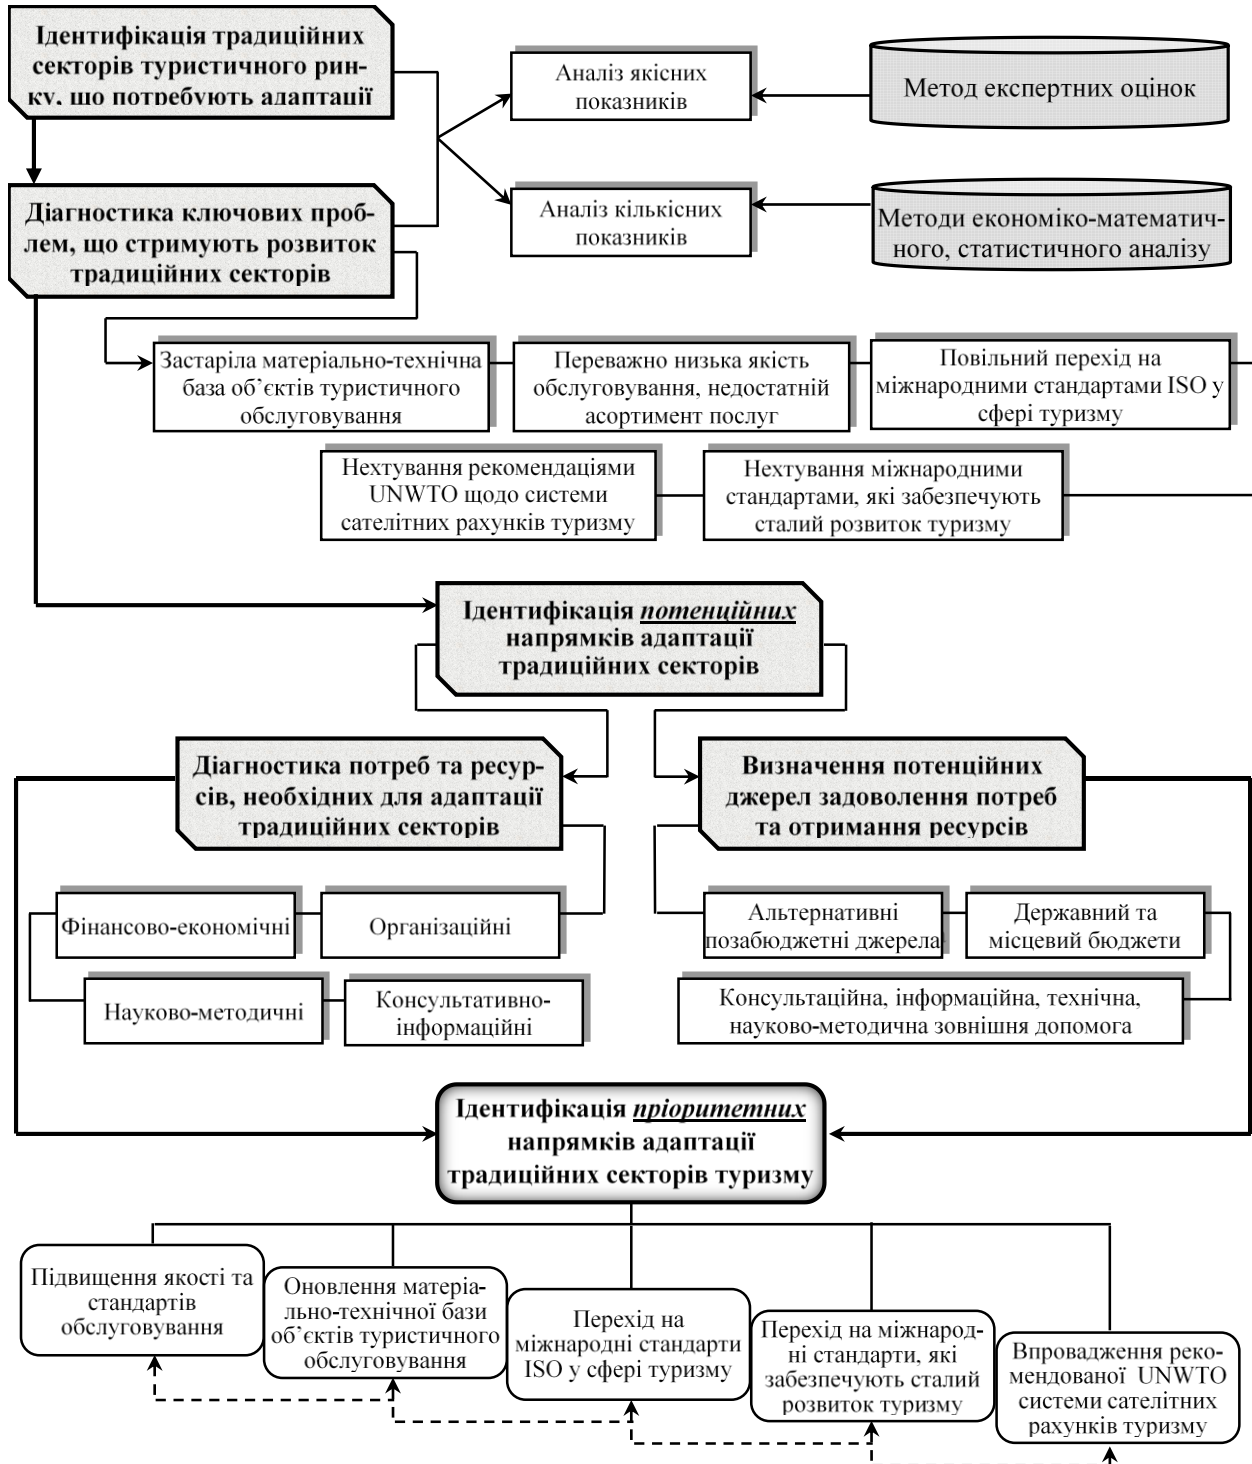 Ідентифікація традиційних
секторів туристичного рин-
ку, що потребують адаптації
Аналіз якісних
показників
Метод експертних оцінок
Діагностика ключових проб-
лем, що стримують розвиток
традиційних секторів
Аналіз кількісних
показників
Методи економіко-математич-
ного, статистичного аналізу
Застаріла матеріально-технічна
база об’єктів туристичного
обслуговування
Переважно низька якість
обслуговування, недостатній
асортимент послуг
Повільний перехід на
міжнародними стандартами ISO у
сфері туризму
Нехтування рекомендаціями
UNWTO щодо системи
сателітних рахунків туризму
Нехтування міжнародними
стандартами, які забезпечують
сталий розвиток туризму
Ідентифікація потенційних
напрямків адаптації
традиційних секторів
Діагностика потреб та ресур-
сів, необхідних для адаптації
традиційних секторів
Визначення потенційних
джерел задоволення потреб
та отримання ресурсів
Фінансово-економічні
Організаційні
Альтернативні
позабюджетні джерела
Державний та
місцевий бюджети
Науково-методичні
Консультативно-
інформаційні
Консультаційна, інформаційна, технічна,
науково-методична зовнішня допомога
Ідентифікація пріоритетних
напрямків адаптації
традиційних секторів туризму
Підвищення якості та
стандартів
обслуговування
Оновлення матері-
ально-технічної бази
об’єктів туристичного
обслуговування
Перехід на
міжнародні стандарти
ISO у сфері туризму
Перехід на міжнарод-
ні стандарти, які
забезпечують сталий
розвиток туризму
Впровадження реко-
мендованої UNWTO
системи сателітних
рахунків туризму